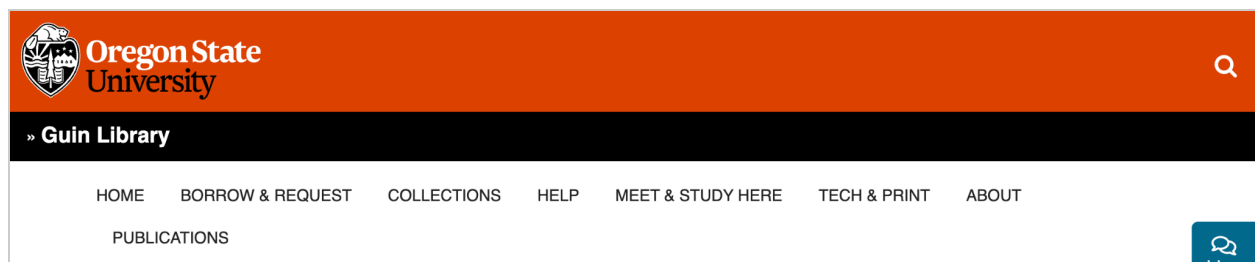 Oregon State
University
» Guin Library
HOME BORROW & REQUEST COLLECTIONS HELP MEET & STUDY HERE TECH & PRINT ABOUT
PUBLICATIONS